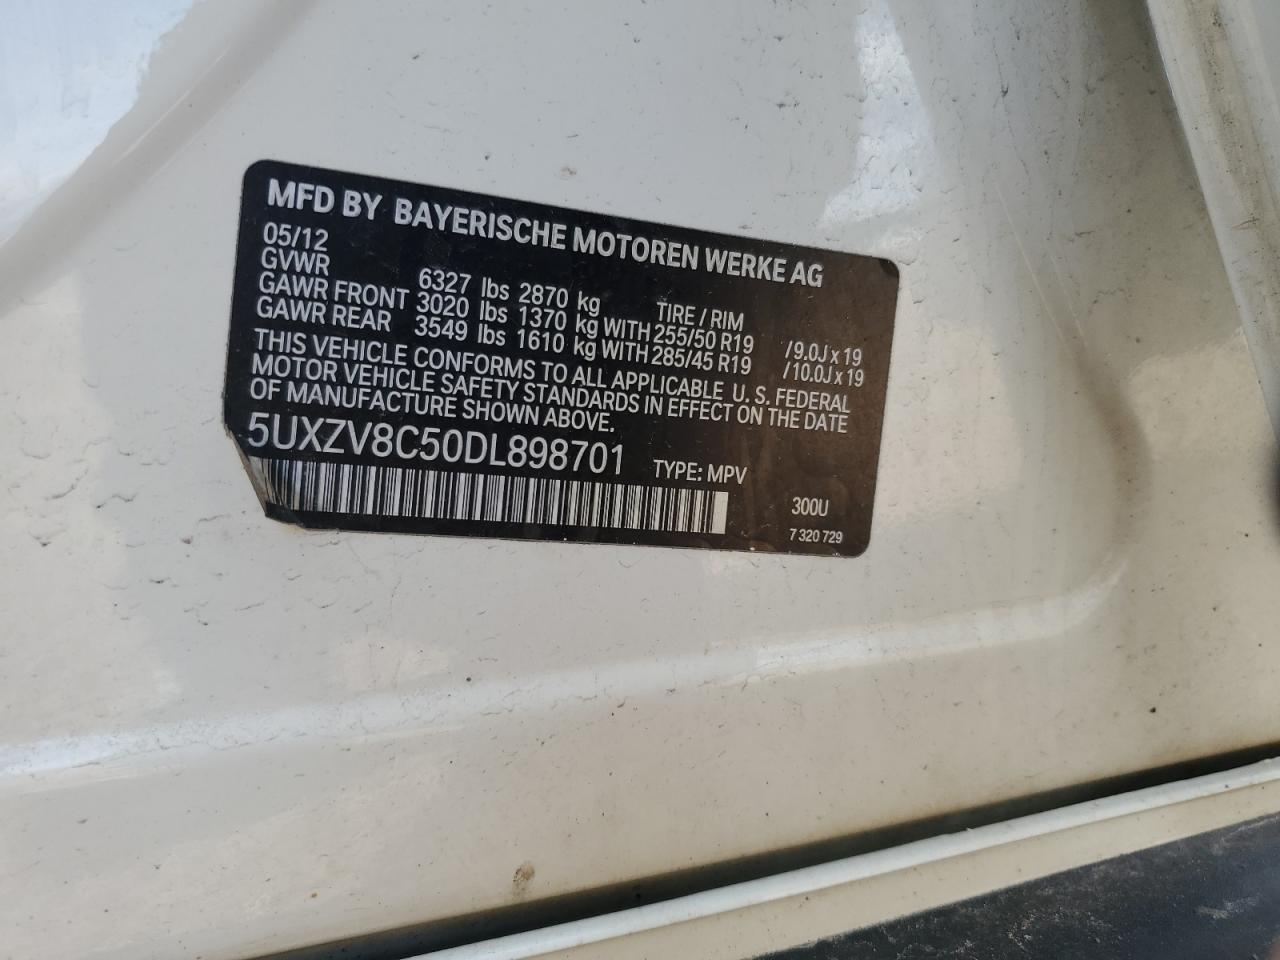 MFD BY BAYERISCHE MOTOREN WERKE AG
05/12
GVWR 6327 lbs 2870 kg TIRE / RIM
GAWR FRONT 3020 lbs 1370 kg WITH 255/50 R19 /9.0J x 19
GAWR REAR 3549 lbs 1610 kg WITH 285/45 R19 /10.0J x 19
THIS VEHICLE CONFORMS TO ALL APPLICABLE U. S. FEDERAL
MOTOR VEHICLE SAFETY STANDARDS IN EFFECT ON THE DATE
OF MANUFACTURE SHOWN ABOVE.
5UXZV8C50DL898701 TYPE: MPV
300U
7 320 729